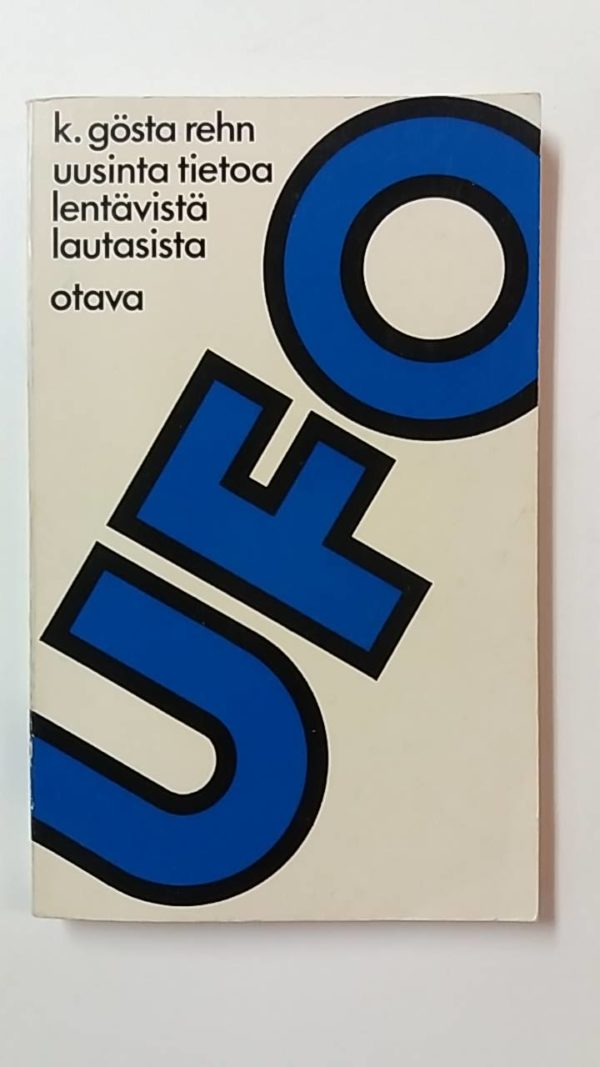 k. gösta rehn
uusinta tietoa
lentävistä
lautasista
otava
UFO